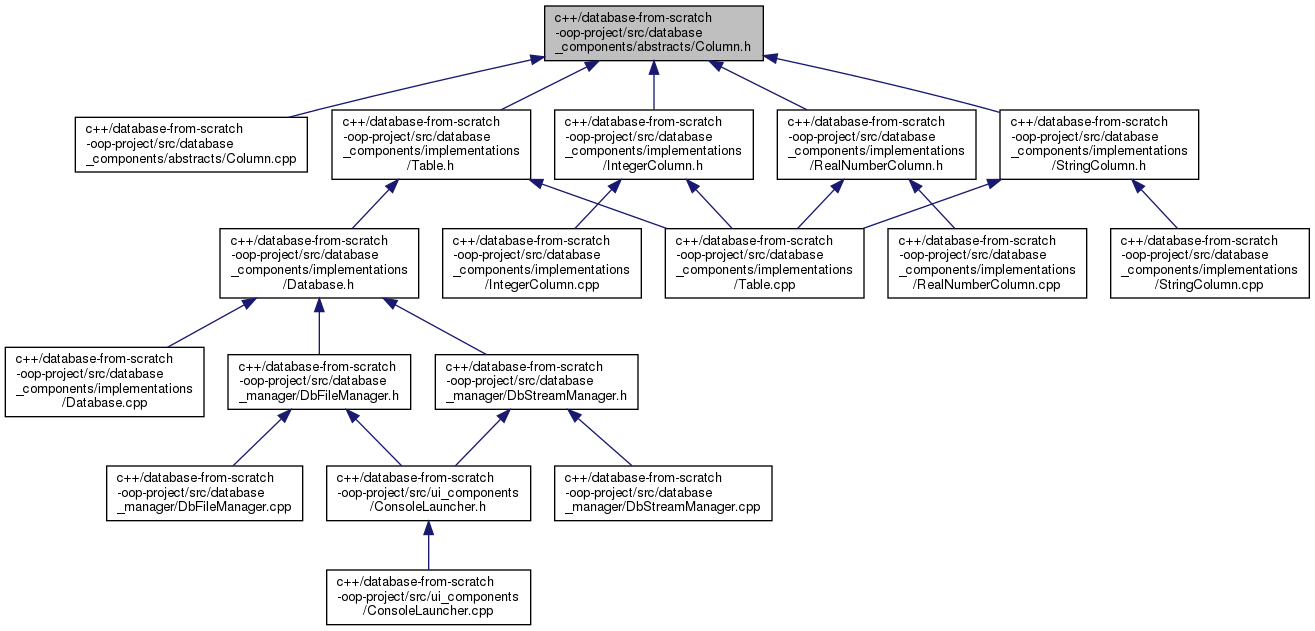 c++/database-from-scratch
-oop-project/src/database
_components/abstracts/Column.h
c++/database-from-scratch
-oop-project/src/database
_components/abstracts/Column.cpp
c++/database-from-scratch
-oop-project/src/database
_components/implementations
/Table.h
c++/database-from-scratch
-oop-project/src/database
_components/implementations
/IntegerColumn.h
c++/database-from-scratch
-oop-project/src/database
_components/implementations
/RealNumberColumn.h
c++/database-from-scratch
-oop-project/src/database
_components/implementations
/StringColumn.h
c++/database-from-scratch
-oop-project/src/database
_components/implementations
/Database.h
c++/database-from-scratch
-oop-project/src/database
_components/implementations
/IntegerColumn.cpp
c++/database-from-scratch
-oop-project/src/database
_components/implementations
/Table.cpp
c++/database-from-scratch
-oop-project/src/database
_components/implementations
/RealNumberColumn.cpp
c++/database-from-scratch
-oop-project/src/database
_components/implementations
/StringColumn.cpp
c++/database-from-scratch
-oop-project/src/database
_components/implementations
/Database.cpp
c++/database-from-scratch
-oop-project/src/database
_manager/DbFileManager.h
c++/database-from-scratch
-oop-project/src/database
_manager/DbStreamManager.h
c++/database-from-scratch
-oop-project/src/database
_manager/DbFileManager.cpp
c++/database-from-scratch
-oop-project/src/ui_components
/ConsoleLauncher.h
c++/database-from-scratch
-oop-project/src/database
_manager/DbStreamManager.cpp
c++/database-from-scratch
-oop-project/src/ui_components
/ConsoleLauncher.cpp